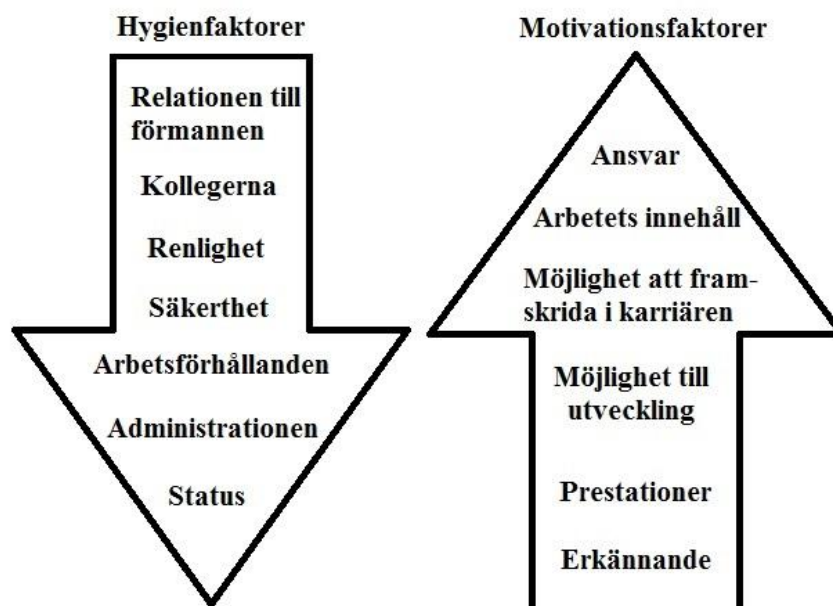 Hygienfaktorer
Relationen till
förmannen
Kollegerna
Renlighet
Säkerthet
Arbetsförhållanden
Administrationen
Status
Motivationsfaktorer
Ansvar
Arbetets innehåll
Möjlighet att fram-
skrida i karriären
Möjlighet till
utveckling
Prestationer
Erkännande